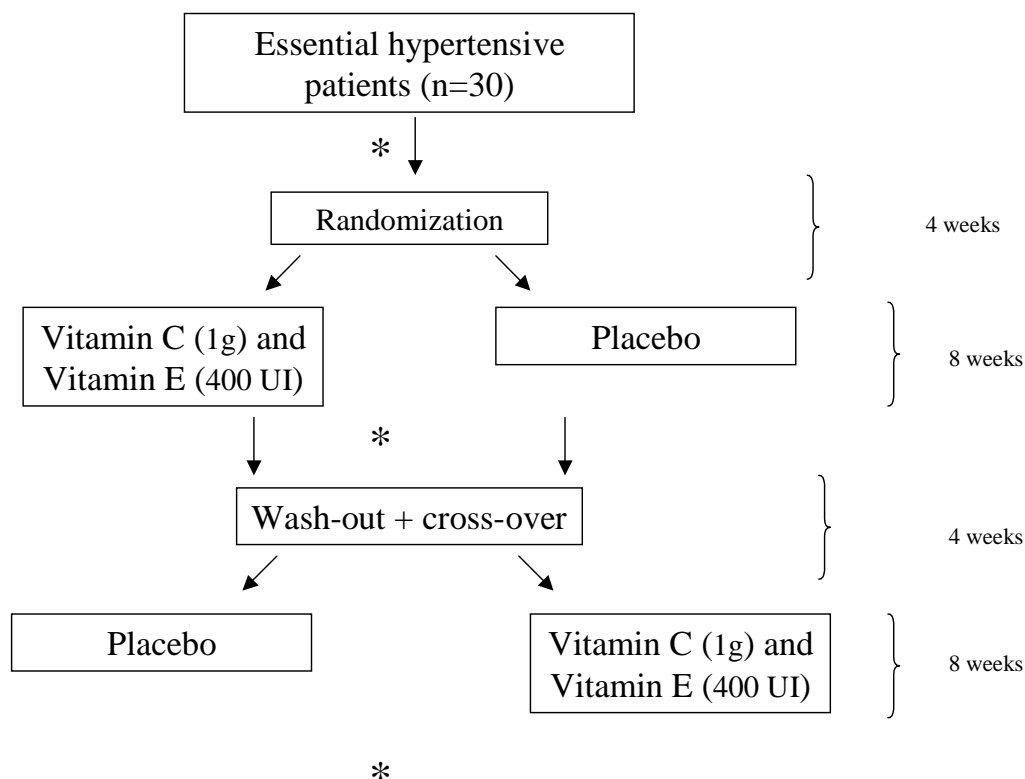 Essential hypertensive
patients (n=30)
*
Randomization
4 weeks
Vitamin C (1g) and
Vitamin E (400 UI)
Placebo
8 weeks
*
Wash-out + cross-over
4 weeks
Placebo
Vitamin C (1g) and
Vitamin E (400 UI)
8 weeks
*